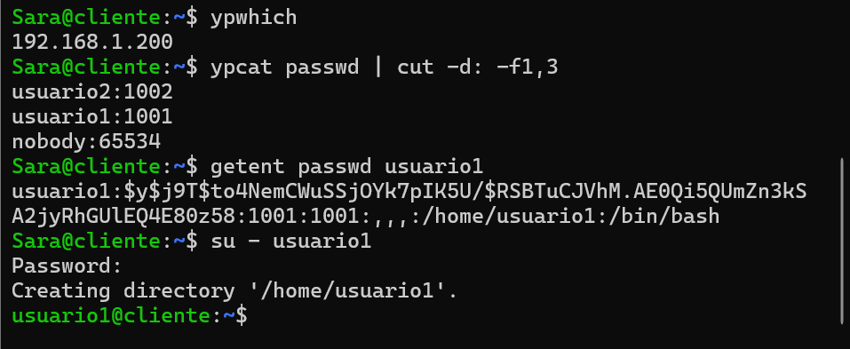 Sara@cliente:~$ ypwhich
192.168.1.200
Sara@cliente:~$ ypcat passwd | cut -d: -f1,3
usuario2:1002
usuario1:1001
nobody:65534
Sara@cliente:~$ getent passwd usuario1
usuario1:$y$j9T$to4NemCWuSSjOYk7pIK5U/$RSBTuCJVhM.AE0Qi5QUmZn3kS
A2jyRhGUlEQ4E80z58:1001:1001:,,,:/home/usuario1:/bin/bash
Sara@cliente:~$ su - usuario1
Password:
Creating directory '/home/usuario1'.
usuario1@cliente:~$